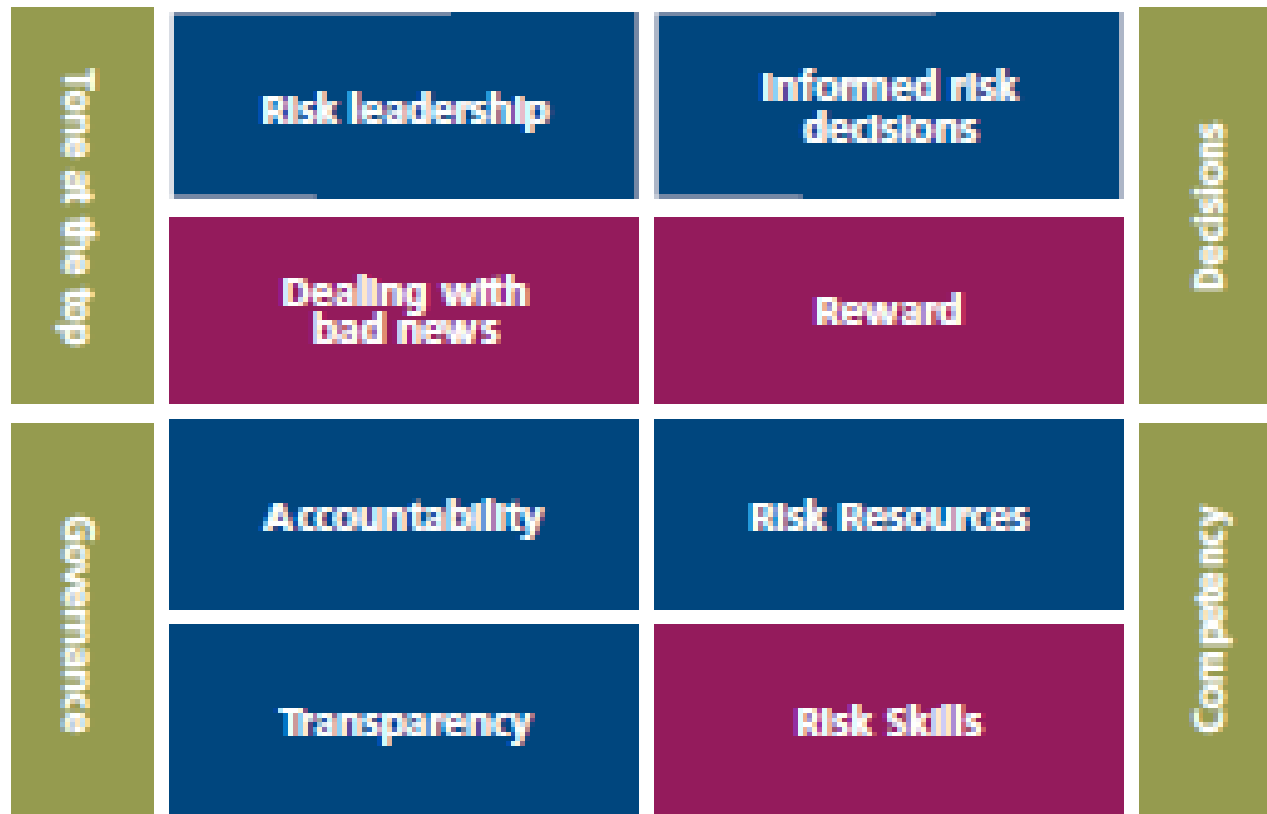 Tone at the top
Risk leadership
Informed risk
decisions
Decisions
Dealing with
bad news
Reward
Governance
Accountability
Risk Resources
Competency
Transparency
Risk Skills